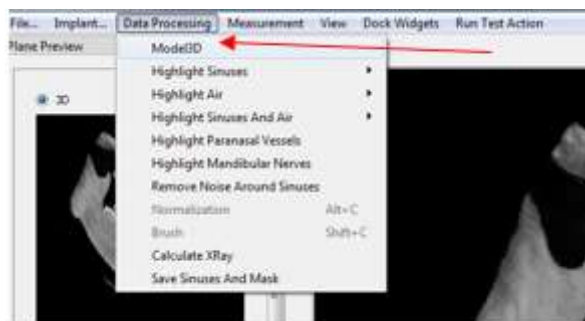 File... Implant... Data Processing Measurement View Dock Widgets Run Test Action
Plane Preview
Model3D
3D
Highlight Sinuses
Highlight Air
Highlight Sinuses And Air
Highlight Paranasal Vessels
Highlight Mandibular Nerves
Remove Noise Around Sinuses
Normalization Alt+C
Brush Shift+C
Calculate XRay
Save Sinuses And Mask